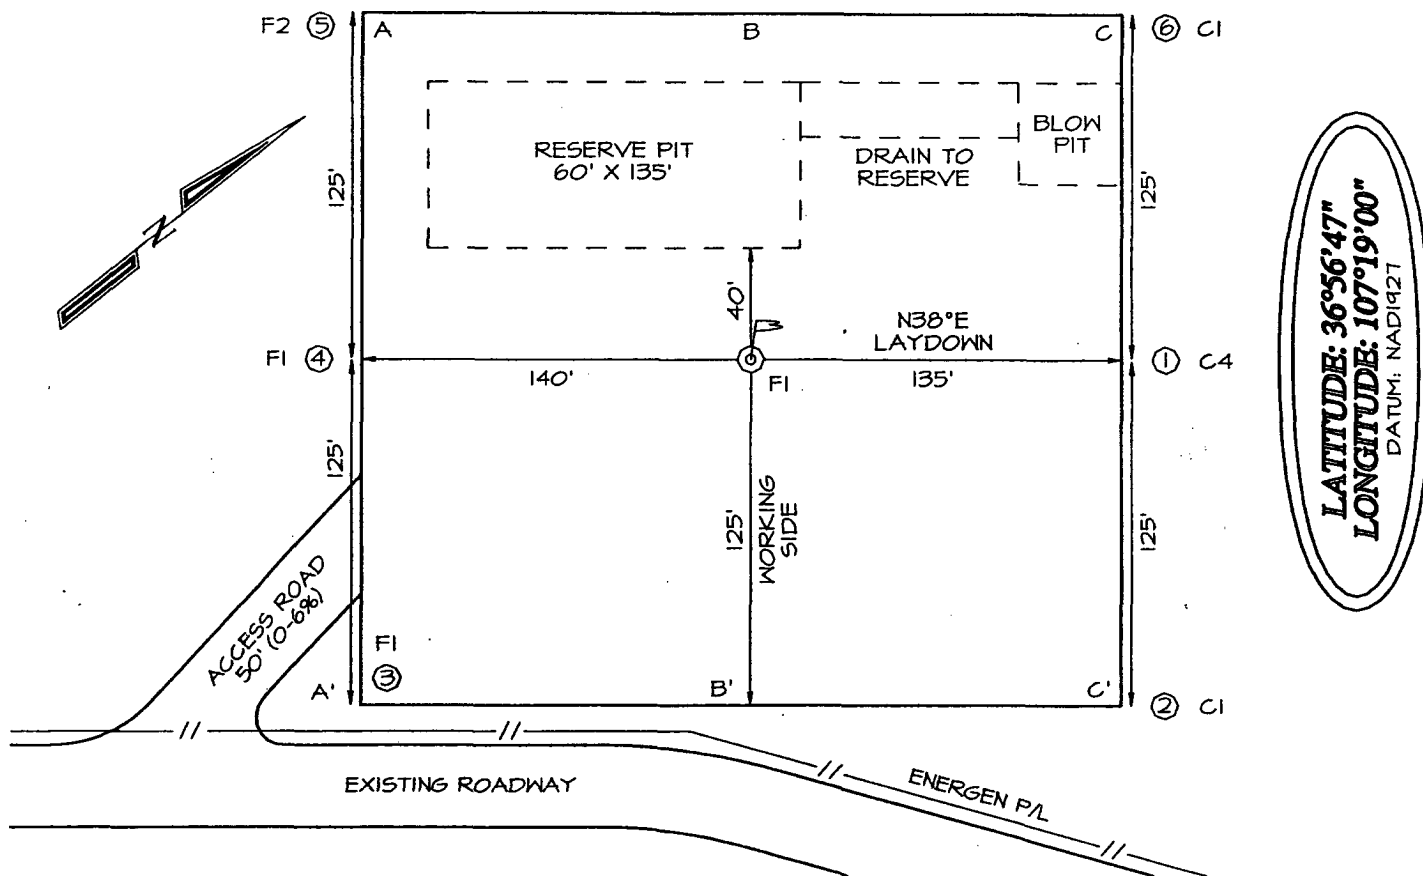 F2 ⑤ A B C ⑥ C1
RESERVE PIT
60' X 135'
DRAIN TO
RESERVE
BLOW
PIT
125'
125'
N
40'
N38°E
LAYDOWN
F1 ④
140'
F1
135'
① C4
125'
125'
WORKING
SIDE
125'
ACCESS ROAD
50' (0-6%)
F1
③
A' B' C' ② C1
EXISTING ROADWAY
ENERGEN P/L
LATITUDE: 36°56'47"
LONGITUDE: 107°19'00"
DATUM: NAD1927